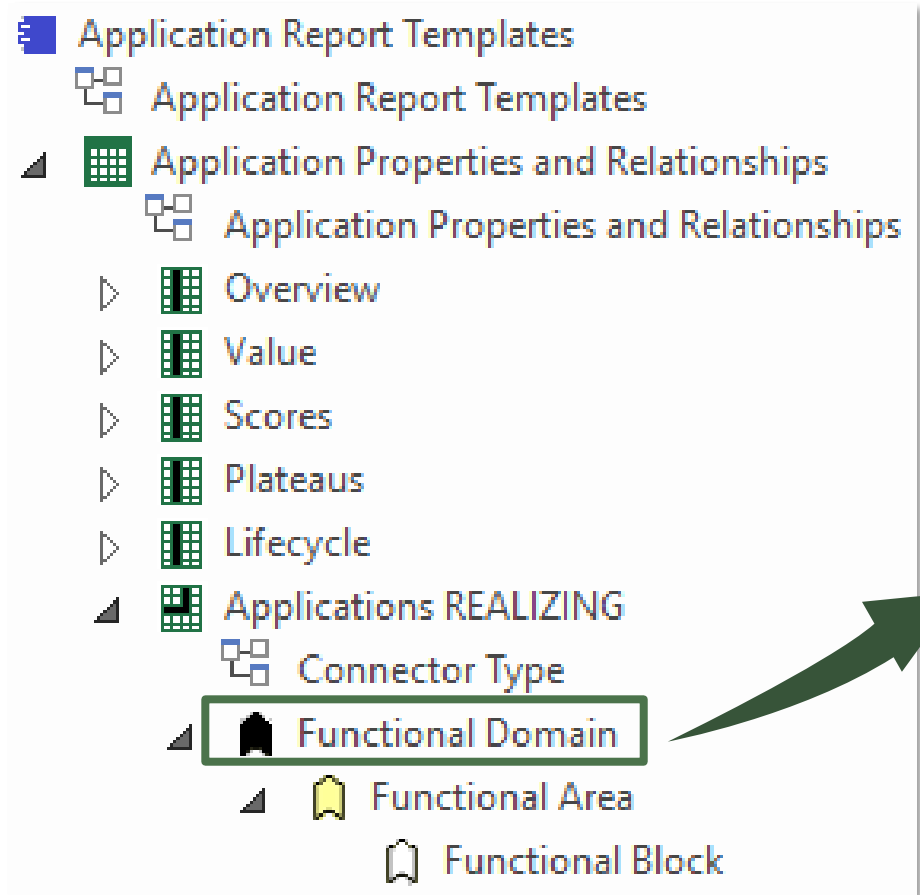 Application Report Templates
Application Report Templates
Application Properties and Relationships
Application Properties and Relationships
Overview
Value
Scores
Plateaus
Lifecycle
Applications REALIZING
Connector Type
Functional Domain
Functional Area
Functional Block